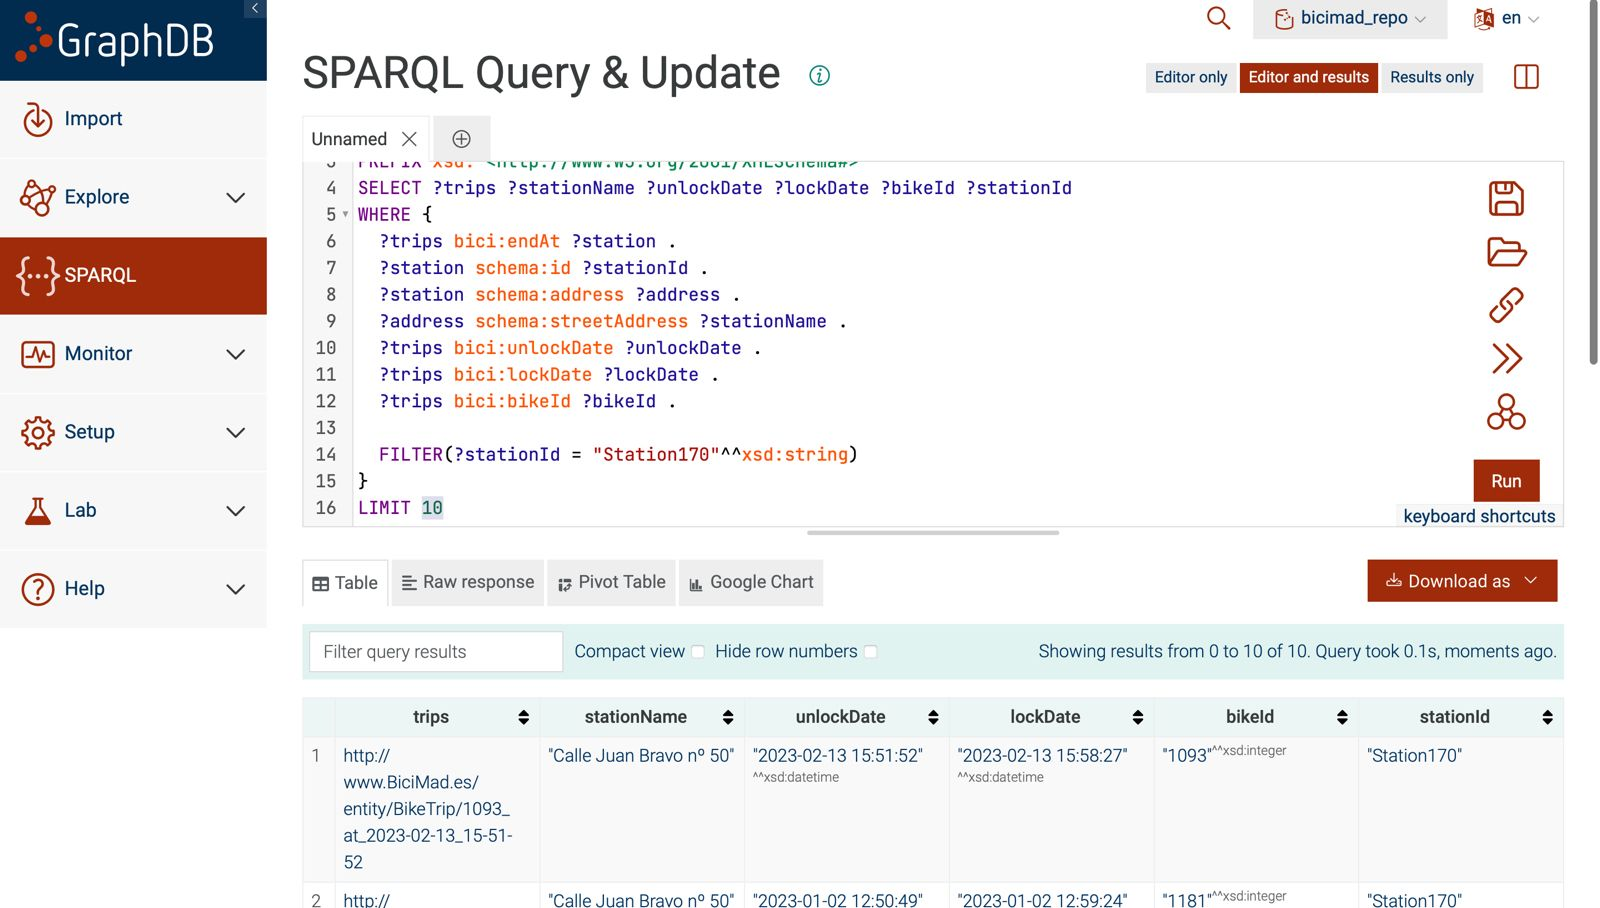 GraphDB
Import
Explore
SPARQL
Monitor
Setup
Lab
Help
bicimad_repo
en
SPARQL Query & Update
Editor only
Editor and results
Results only
Unnamed
3 PREFIX xsd: <http://www.w3.org/2001/XMLSchema#>
4 SELECT ?trips ?stationName ?unlockDate ?lockDate ?bikeId ?stationId
5 WHERE {
6 ?trips bici:endAt ?station .
7 ?station schema:id ?stationId .
8 ?station schema:address ?address .
9 ?address schema:streetAddress ?stationName .
10 ?trips bici:unlockDate ?unlockDate .
11 ?trips bici:lockDate ?lockDate .
12 ?trips bici:bikeId ?bikeId .
13
14 FILTER(?stationId = "Station170"^^xsd:string)
15 }
16 LIMIT 10
Run
keyboard shortcuts
Table
Raw response
Pivot Table
Google Chart
Download as
Filter query results
Compact view
Hide row numbers
Showing results from 0 to 10 of 10. Query took 0.1s, moments ago.
trips stationName unlockDate lockDate bikeId stationId
1 http:// "Calle Juan Bravo nº 50" "2023-02-13 15:51:52" "2023-02-13 15:58:27" "1093"^^xsd:integer "Station170"
www.BiciMad.es/ ^^xsd:datetime ^^xsd:datetime
entity/BikeTrip/1093_
at_2023-02-13_15-51-
52
2 http:// "Calle Juan Bravo nº 50" "2023-01-02 12:50:49" "2023-01-02 12:59:24" "1181"^^xsd:integer "Station170"